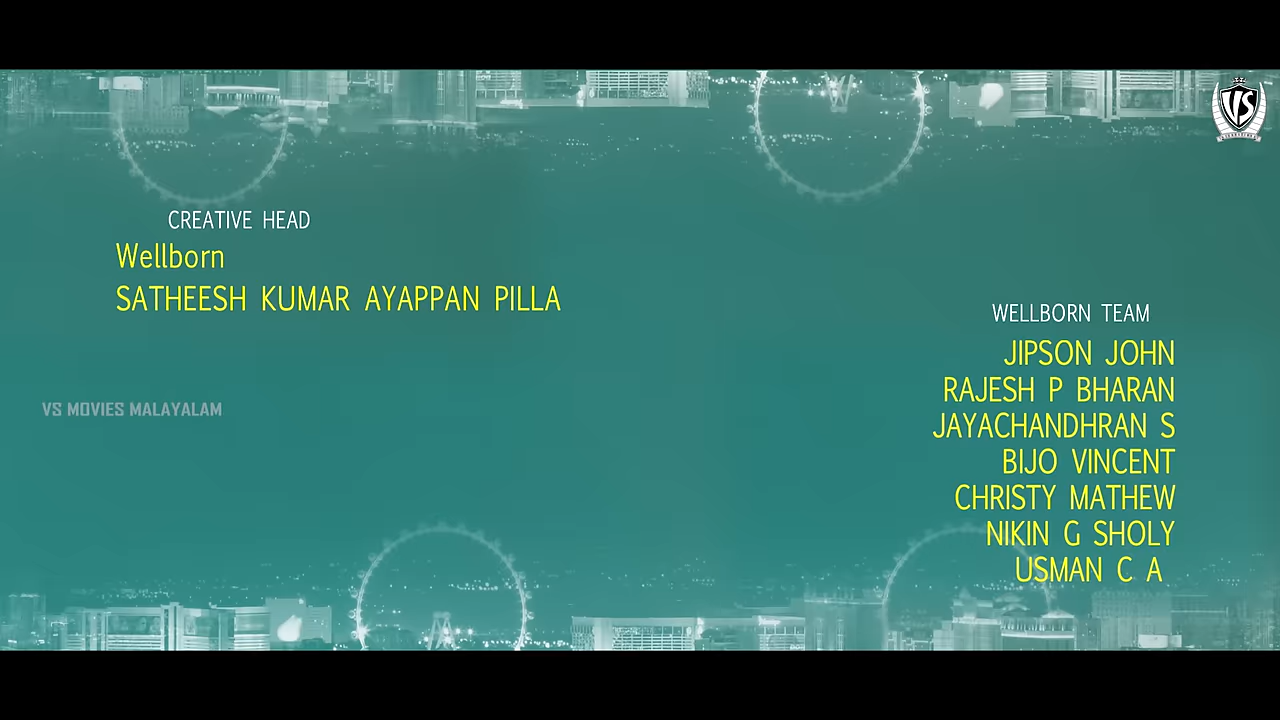 VS
CREATIVE HEAD
Wellborn
SATHEESH KUMAR AYAPPAN PILLA
WELLBORN TEAM
JIPSON JOHN
RAJESH P BHARAN
JAYACHANDHRAN S
BIJO VINCENT
CHRISTY MATHEW
NIKIN G SHOLY
USMAN C A
VS MOVIES MALAYALAM